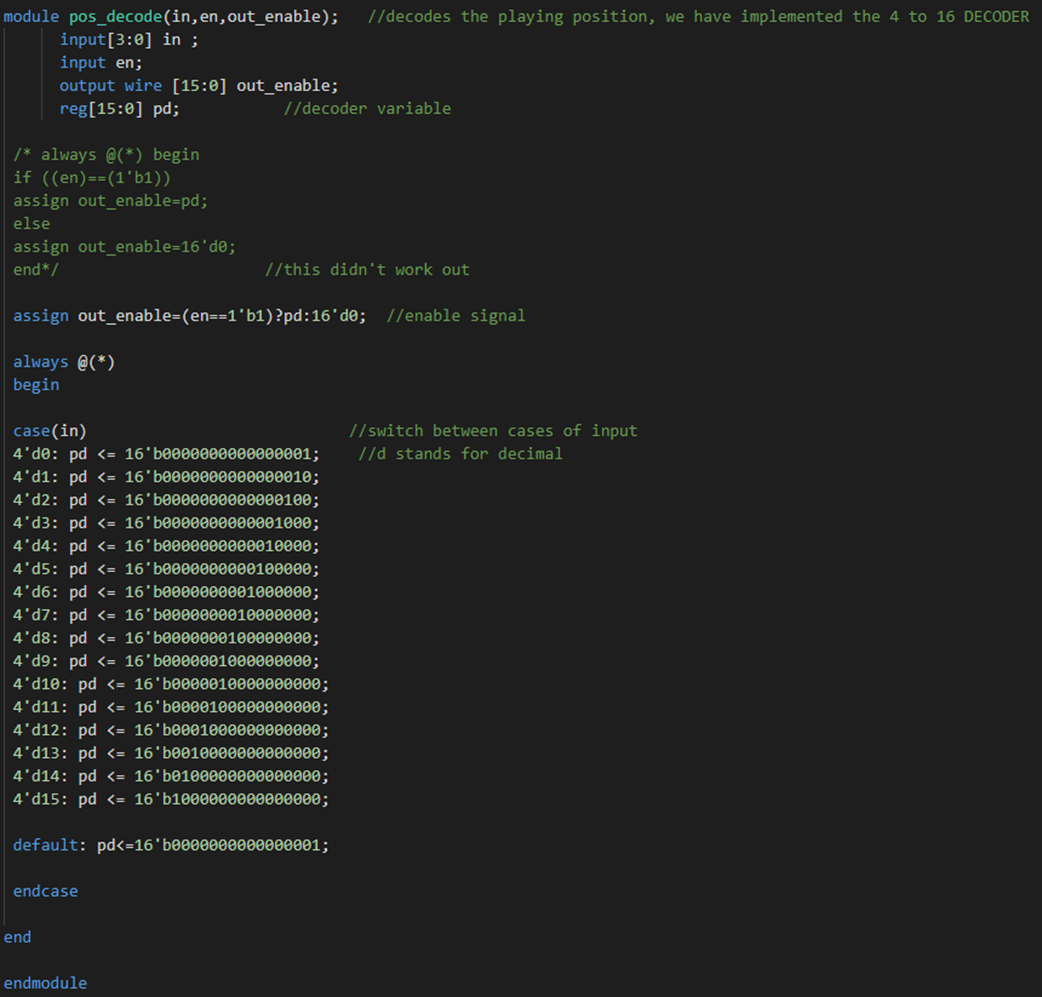 module pos_decode(in,en,out_enable);   //decodes the playing position, we have implemented the 4 to 16 DECODER
input[3:0] in ;
input en;
output wire [15:0] out_enable;
reg[15:0] pd;           //decoder variable
/* always @(*) begin
if ((en)==(1'b1))
assign out_enable=pd;
else
assign out_enable=16'd0;
end*/                      //this didn't work out
assign out_enable=(en==1'b1)?pd:16'd0;  //enable signal
always @(*)
begin
case(in)                            //switch between cases of input
4'd0: pd <= 16'b0000000000000001;    //d stands for decimal
4'd1: pd <= 16'b0000000000000010;
4'd2: pd <= 16'b0000000000000100;
4'd3: pd <= 16'b0000000000001000;
4'd4: pd <= 16'b0000000000010000;
4'd5: pd <= 16'b0000000000100000;
4'd6: pd <= 16'b0000000001000000;
4'd7: pd <= 16'b0000000010000000;
4'd8: pd <= 16'b0000000100000000;
4'd9: pd <= 16'b0000001000000000;
4'd10: pd <= 16'b0000010000000000;
4'd11: pd <= 16'b0000100000000000;
4'd12: pd <= 16'b0001000000000000;
4'd13: pd <= 16'b0010000000000000;
4'd14: pd <= 16'b0100000000000000;
4'd15: pd <= 16'b1000000000000000;
default: pd<=16'b0000000000000001;
endcase
end
endmodule